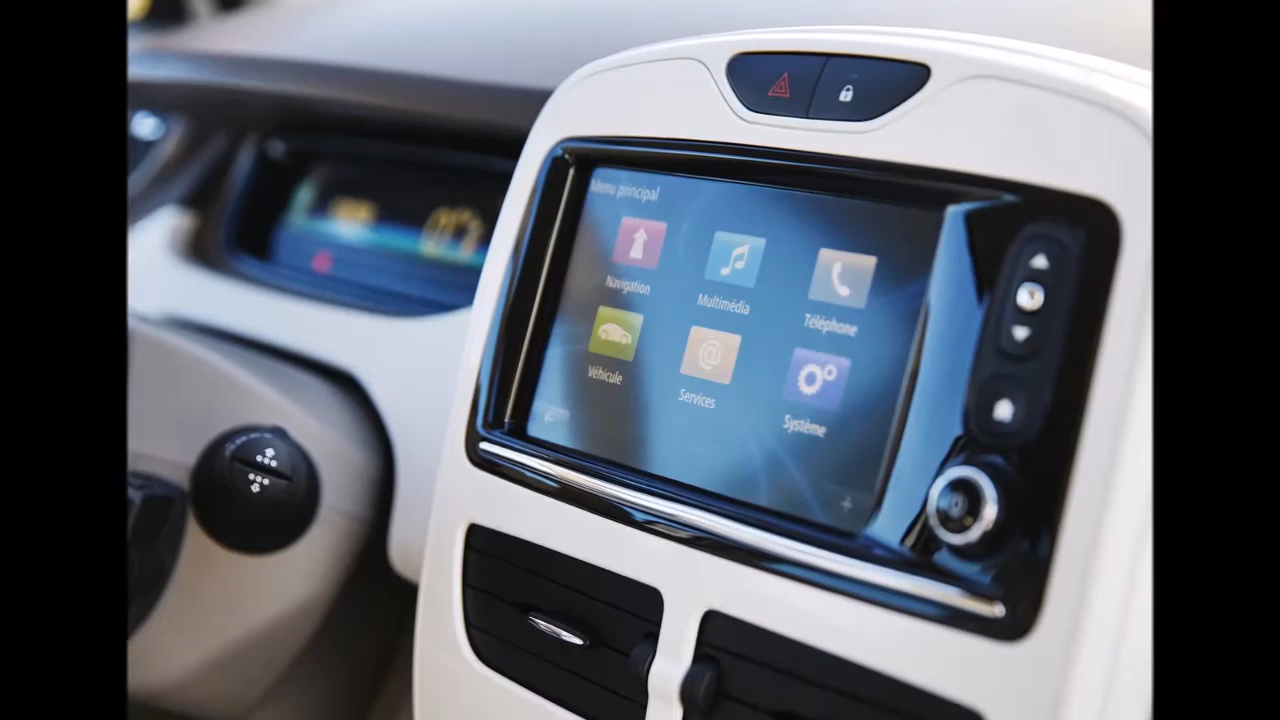 Menu principal
Navigation
Multimédia
Téléphone
Véhicule
Services
Système